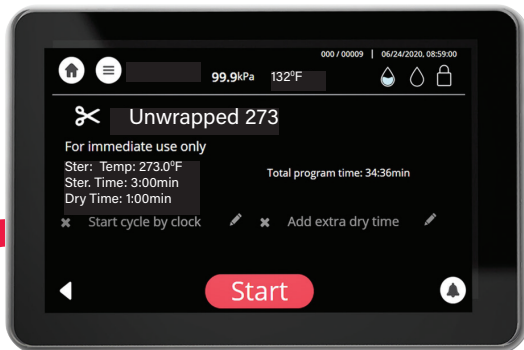 000 / 00009 | 06/24/2020, 08:59:00
99.9kPa 132°F
Unwrapped 273
For immediate use only
Ster: Temp: 273.0°F
Ster. Time: 3:00min
Dry Time: 1:00min
Total program time: 34:36min
Start cycle by clock
Add extra dry time
Start